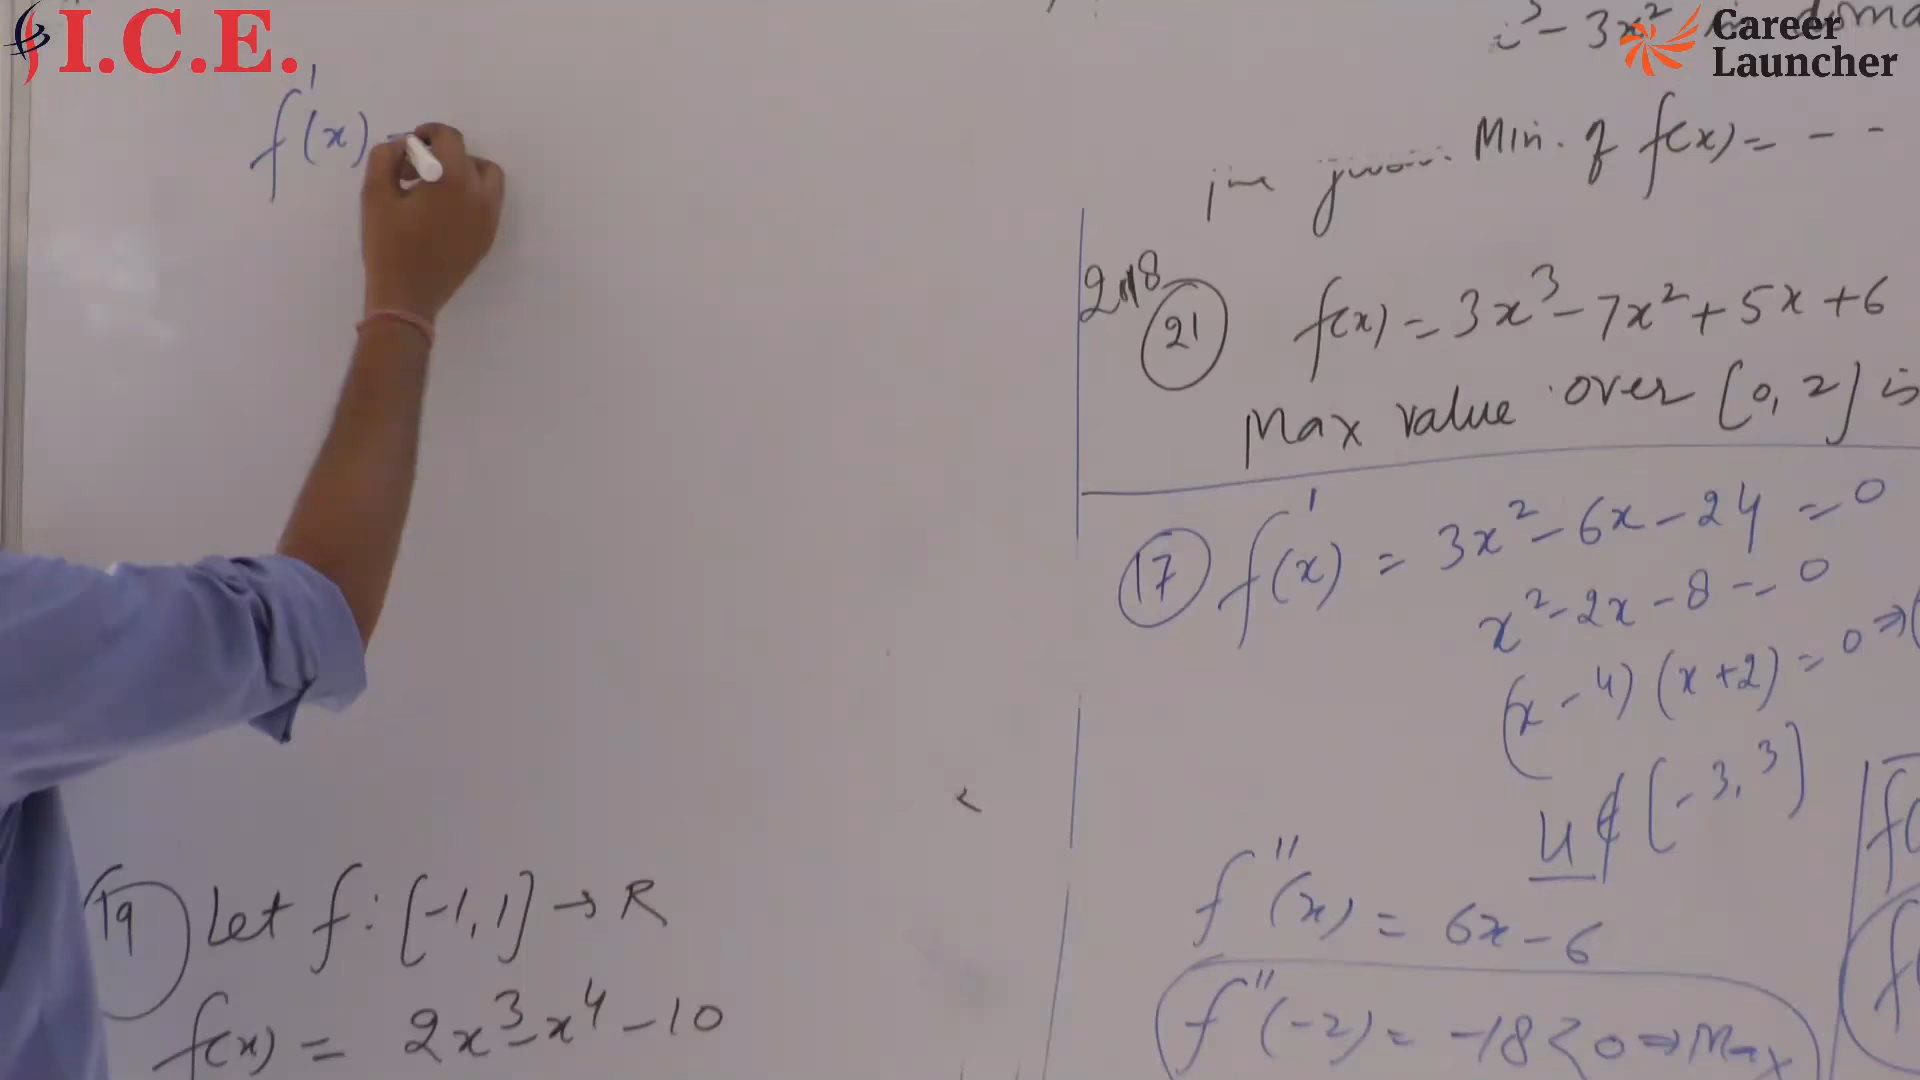 I.C.E.
Career
Launcher
f'(x) =
- 3x²
Min. of f(x) = - -
2018
21 f(x) = 3x³ - 7x² + 5x + 6
Max value over [0, 2] is
17 f'(x) = 3x² - 6x - 24 = 0
x² - 2x - 8 = 0
(x - 4) (x + 2) = 0 ⇒
4 ∉ [-3, 3]
f''(x) = 6x - 6
f''(-2) = -18 < 0 ⇒ Max
19 Let f : [-1, 1] → R
f(x) = 2x³ - x⁴ - 10